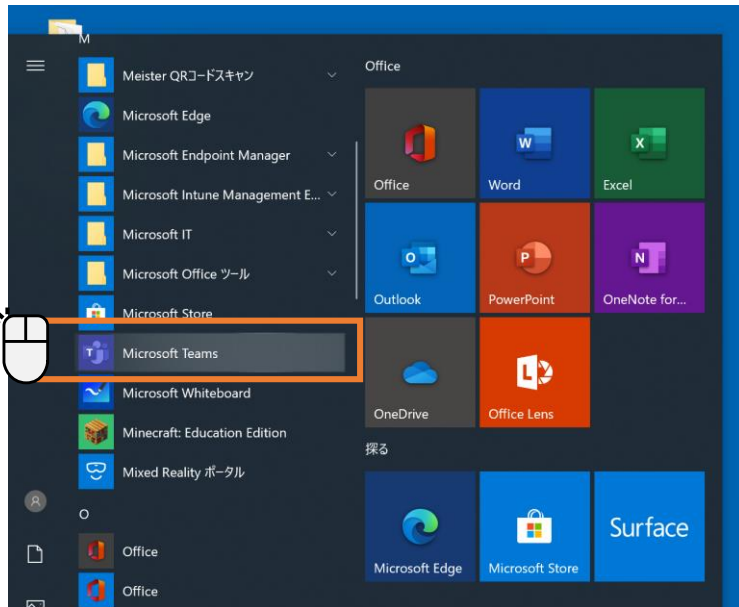 M
Meister QRコードスキャン
Microsoft Edge
Microsoft Endpoint Manager
Microsoft Intune Management E...
Microsoft IT
Microsoft Office ツール
Microsoft Store
Microsoft Teams
Microsoft Whiteboard
Minecraft: Education Edition
Mixed Reality ポータル
O
Office
Office
Office
Office
Word
Excel
Outlook
PowerPoint
OneNote for...
OneDrive
Office Lens
探る
Microsoft Edge
Microsoft Store
Surface